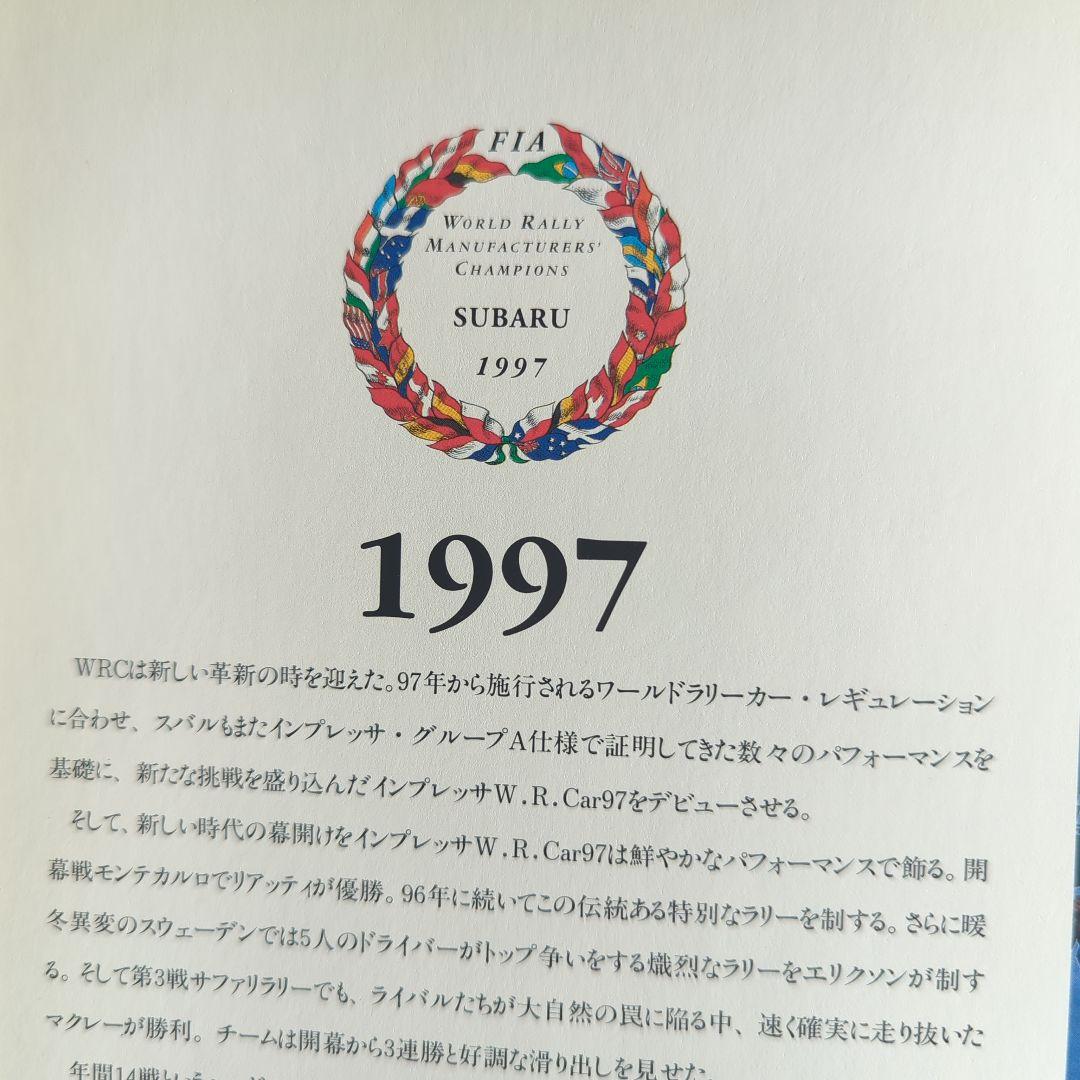 FIA
WORLD RALLY
MANUFACTURERS'
CHAMPIONS
SUBARU
1997
1997
WRCは新しい革新の時を迎えた。97年から施行されるワールドラリーカー・レギュレーション
に合わせ、スバルもまたインプレッサ・グループA仕様で証明してきた数々のパフォーマンスを
基礎に、新たな挑戦を盛り込んだインプレッサW.R.Car97をデビューさせる。
そして、新しい時代の幕開けをインプレッサW.R.Car97は鮮やかなパフォーマンスで飾る。開
幕戦モンテカルロでリアッティが優勝。96年に続いてこの伝統ある特別なラリーを制する。さらに暖
冬異変のスウェーデンでは5人のドライバーがトップ争いをする熾烈なラリーをエリクソンが制す
る。そして第3戦サファリラリーでも、ライバルたちが大自然の罠に陥る中、速く確実に走り抜いた
マクレーが勝利。チームは開幕から3連勝と好調な滑り出しを見せた。
年間14戦という